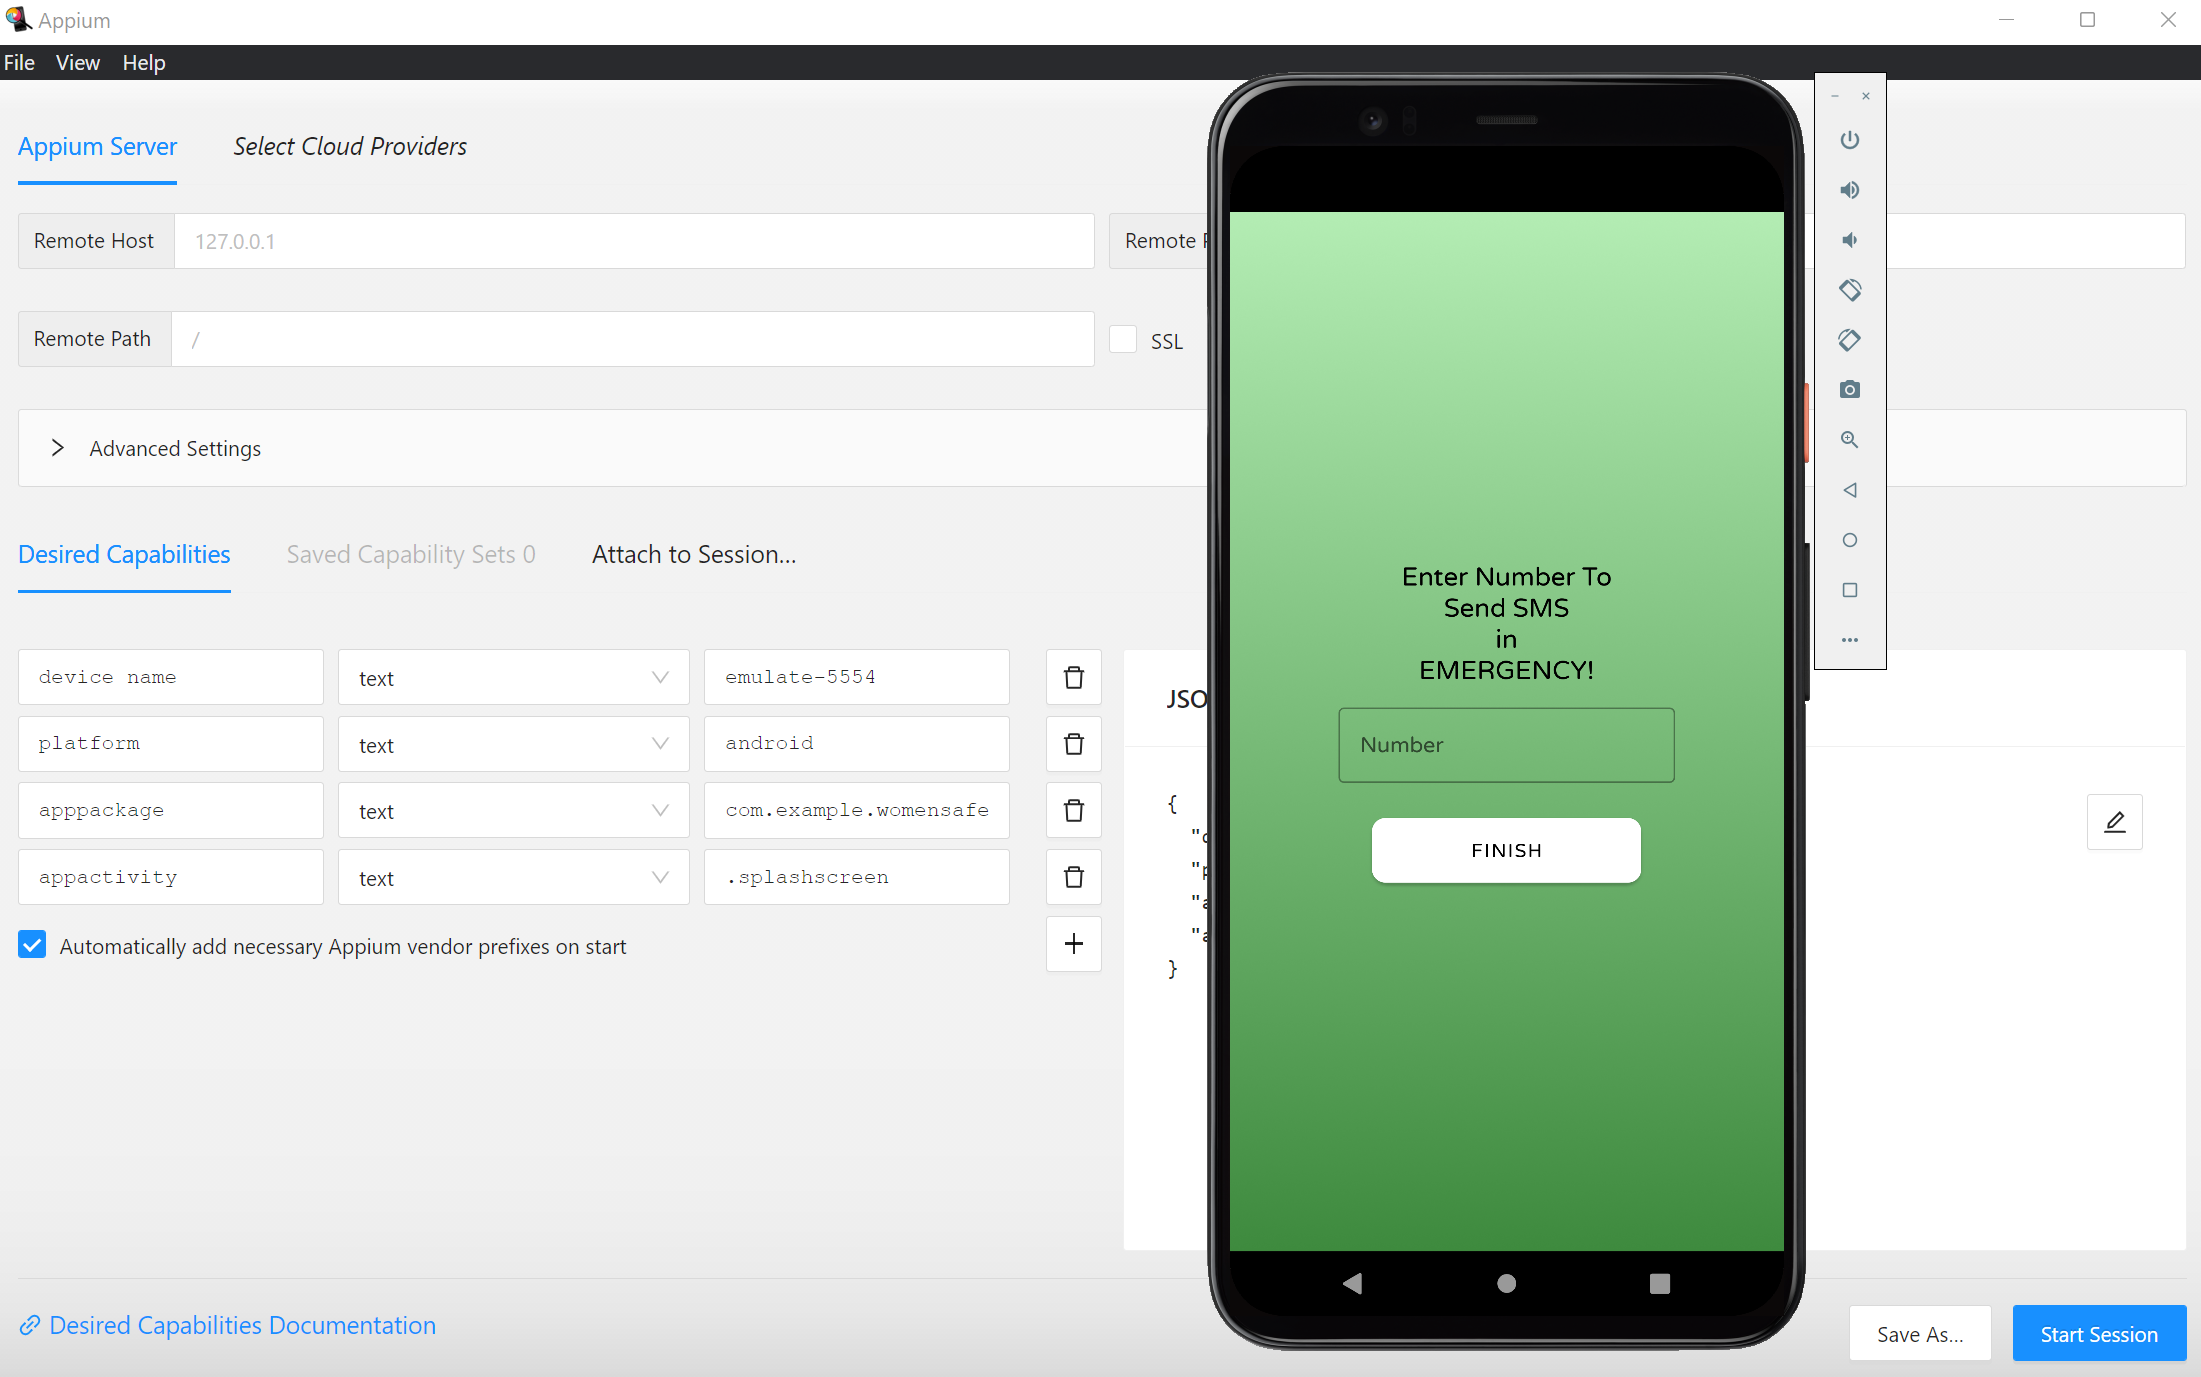 Appium
File View Help
Appium Server Select Cloud Providers
Remote Host 127.0.0.1 Remote
Remote Path / SSL
Advanced Settings
Desired Capabilities Saved Capability Sets 0 Attach to Session...
device name text emulate-5554
platform text android
apppackage text com.example.womensafe
appactivity text .splashscreen
Automatically add necessary Appium vendor prefixes on start
JSO
{
"
"
"a
"a
}
Enter Number To
Send SMS
in
EMERGENCY!
Number
FINISH
Desired Capabilities Documentation
Save As... Start Session